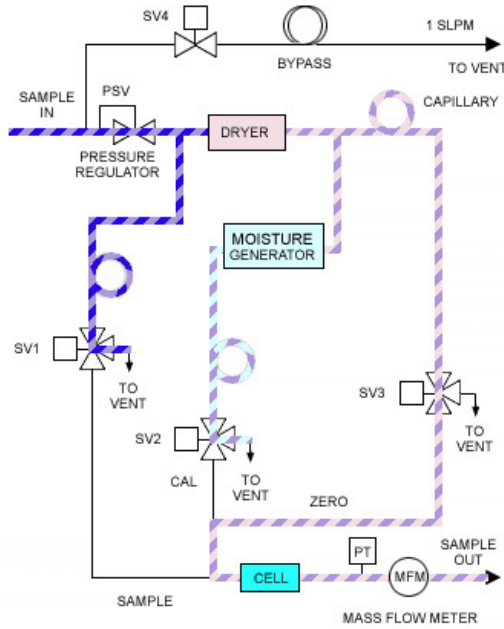 SV4
1 SLPM
BYPASS
TO VENT
SAMPLE
IN
PSV
CAPILLARY
DRYER
PRESSURE
REGULATOR
MOISTURE
GENERATOR
SV1
TO
VENT
SV3
TO
VENT
SV2
CAL
TO
VENT
ZERO
PT
SAMPLE
OUT
CELL
MFM
SAMPLE
MASS FLOW METER